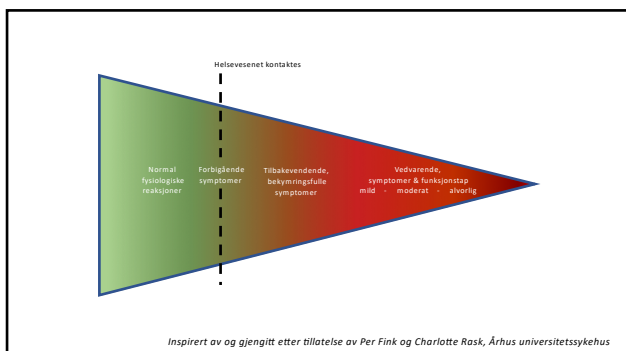 Helsevesenet kontaktes
Normal
fysiologiske
reaksjoner
Forbigående
symptomer
Tilbakevendende,
bekymringsfulle
symptomer
Vedvarende,
symptomer & funksjonstap
mild - moderat - alvorlig
Inspirert av og gjengitt etter tillatelse av Per Fink og Charlotte Rask, Århus universitetssykehus